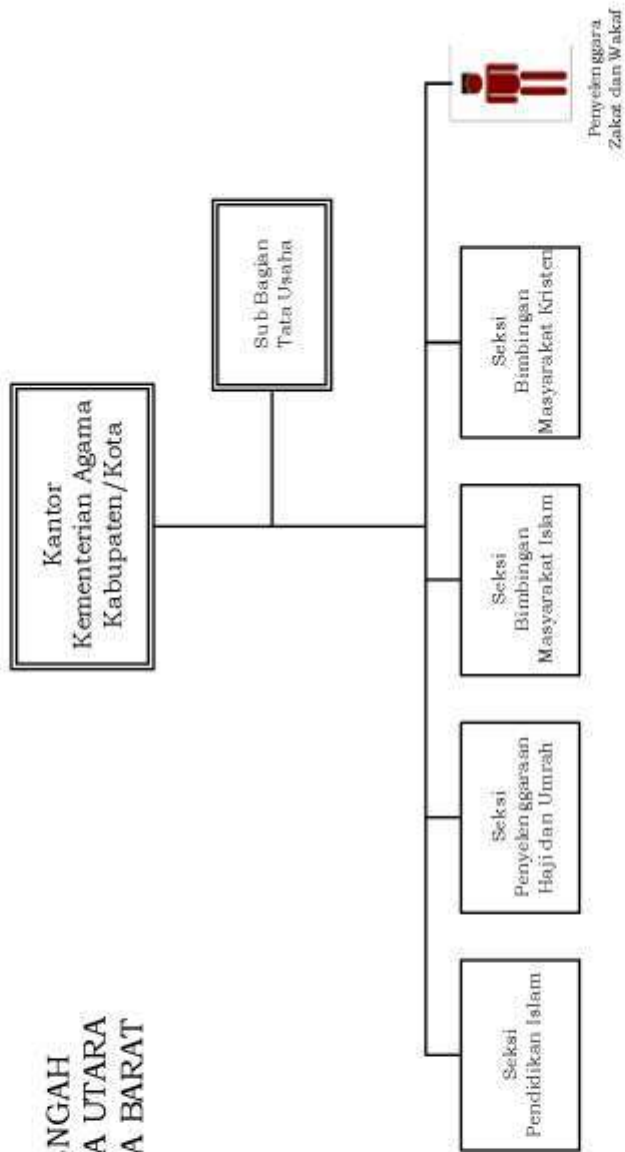 NGAH
A UTARA
A BARAT
Kantor
Kementerian Agama
Kabupaten/Kota
Sub Bagian
Tata Usaha
Seksi
Pendidikan Islam
Seksi
Penyelenggaraan
Haji dan Umrah
Seksi
Bimbingan
Masyarakat Islam
Seksi
Bimbingan
Masyarakat Kristen
Penyelenggara
Zakat dan Wakaf